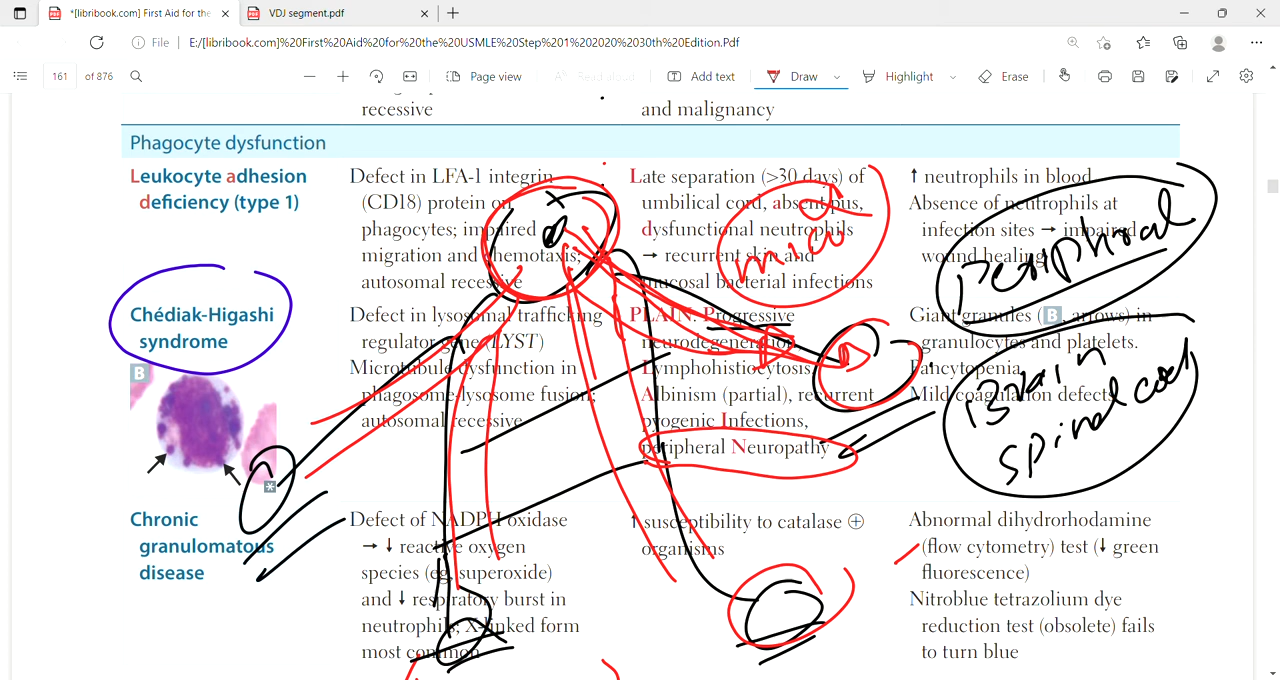 *[libribook.com] First Aid for the
VDJ segment.pdf
File
E:/[libribook.com]%20First%20Aid%20for%20the%20USMLE%20Step%201%202020%2030th%20Edition.Pdf
161 of 876
Page view
Read aloud
Add text
Draw
Highlight
Erase
recessive
and malignancy
Phagocyte dysfunction
Leukocyte adhesion
deficiency (type 1)
Defect in LFA-1 integrin
(CD18) protein on
phagocytes; impaired
migration and chemotaxis;
autosomal recessive
Late separation (>30 days) of
umbilical cord, absent pus,
dysfunctional neutrophils
→ recurrent skin and
mucosal bacterial infections
↑ neutrophils in blood
Absence of neutrophils at
infection sites → impaired
wound healing
Peripheral
Chédiak-Higashi
syndrome
B
Defect in lysosomal trafficking
regulator gene (LYST)
Microtubule dysfunction in
phagosome-lysosome fusion;
autosomal recessive
PLAIN: Progressive
neurodegeneration,
Lymphohistiocytosis,
Albinism (partial), recurrent
pyogenic Infections,
peripheral Neuropathy
Giant granules (B, arrows) in
granulocytes and platelets.
Pancytopenia
Mild coagulation defects
Brain
Spinal cord
Chronic
granulomatous
disease
Defect of NADPH oxidase
→ ↓ reactive oxygen
species (eg, superoxide)
and ↓ respiratory burst in
neutrophils; X-linked form
most common
↑ susceptibility to catalase ⊕
organisms
Abnormal dihydrorhodamine
(flow cytometry) test (↓ green
fluorescence)
Nitroblue tetrazolium dye
reduction test (obsolete) fails
to turn blue